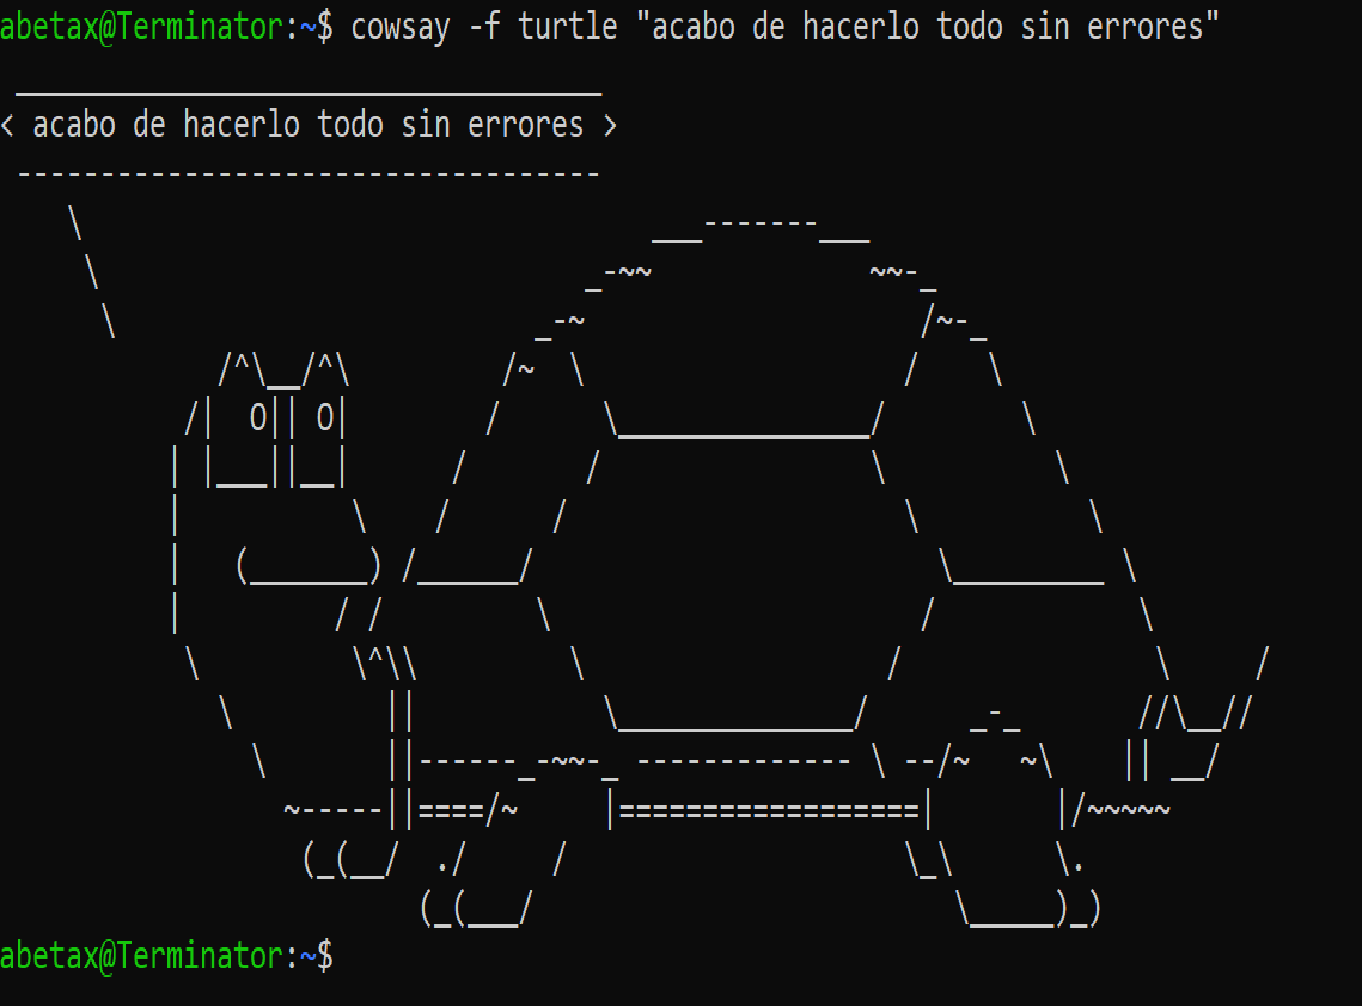 abetax@Terminator:~$ cowsay -f turtle "acabo de hacerlo todo sin errores"
< acabo de hacerlo todo sin errores >
abetax@Terminator:~$